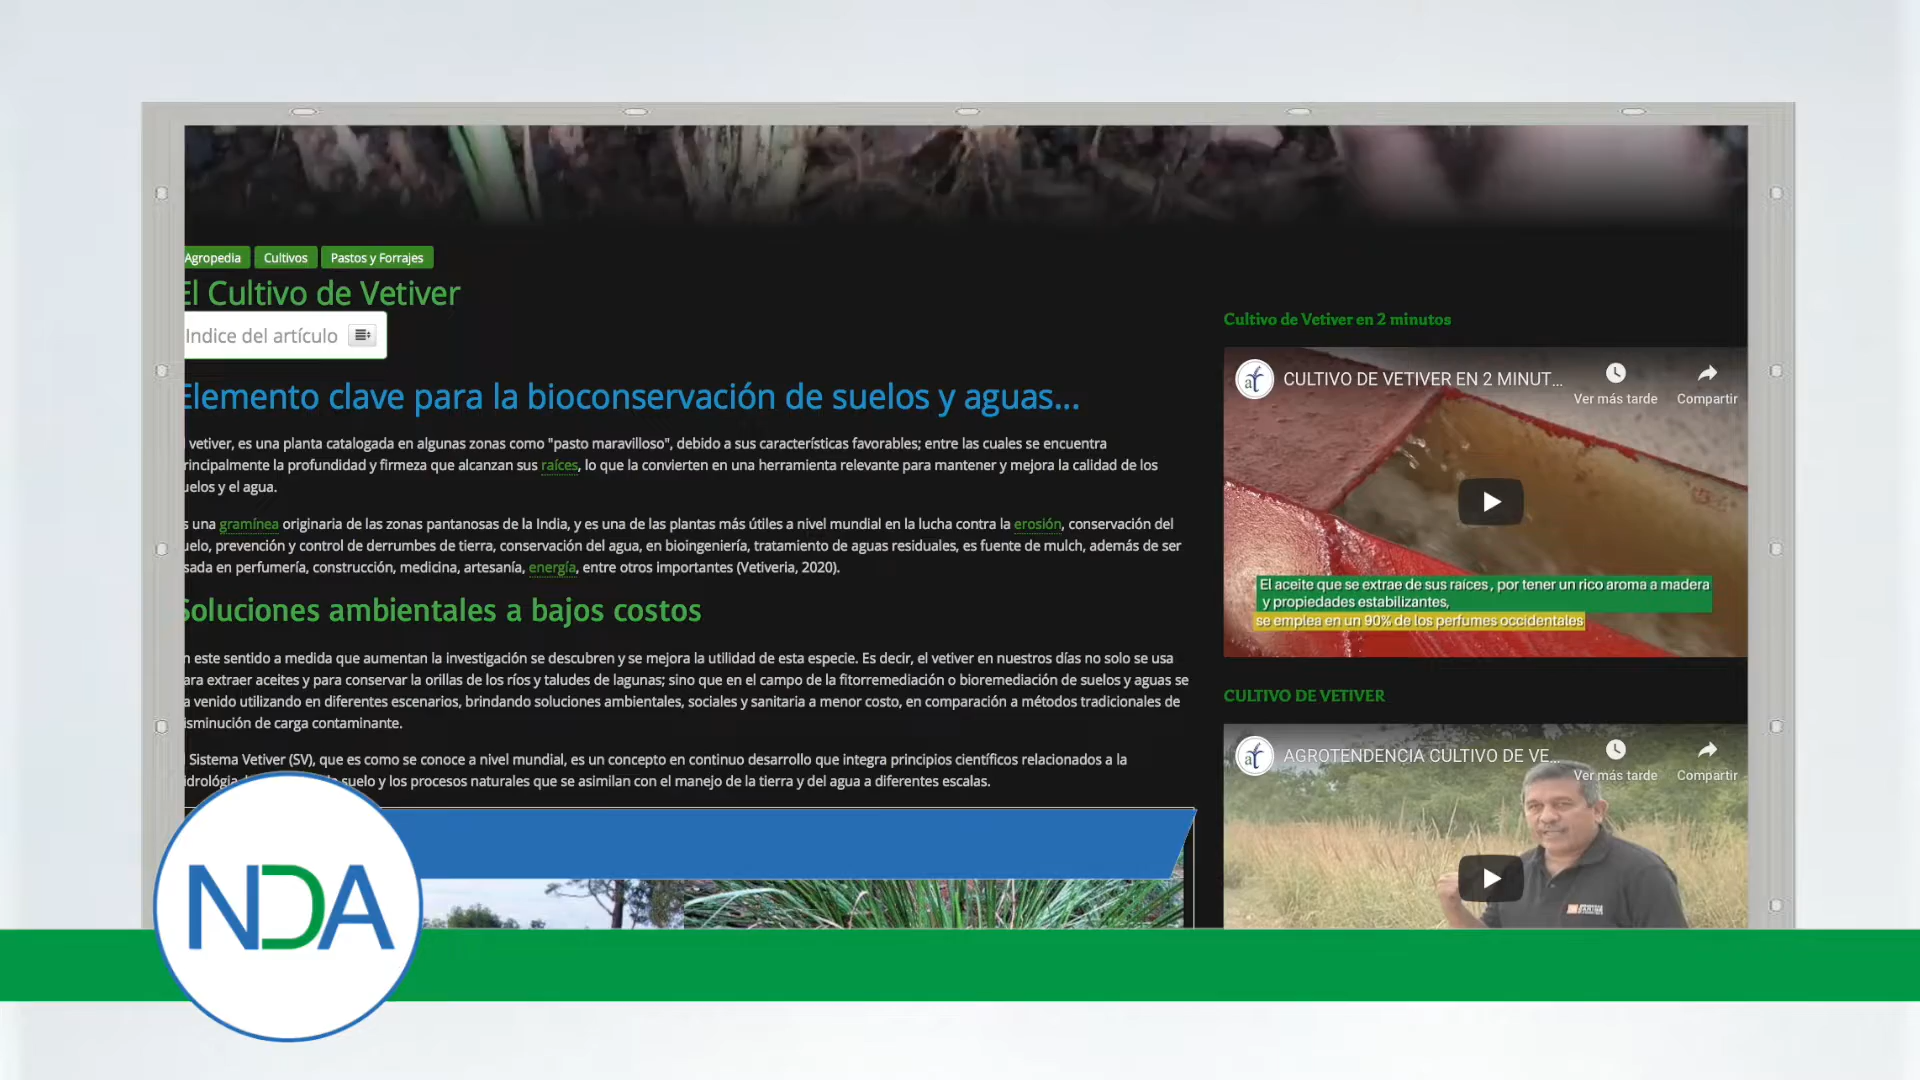 Agropedia Cultivos Pastos y Forrajes
El Cultivo de Vetiver
Indice del artículo
Elemento clave para la bioconservación de suelos y aguas...
l vetiver, es una planta catalogada en algunas zonas como "pasto maravilloso", debido a sus características favorables; entre las cuales se encuentra
rincipalmente la profundidad y firmeza que alcanzan sus raíces, lo que la convierten en una herramienta relevante para mantener y mejora la calidad de los
uelos y el agua.
s una gramínea originaria de las zonas pantanosas de la India, y es una de las plantas más útiles a nivel mundial en la lucha contra la erosión, conservación del
uelo, prevención y control de derrumbes de tierra, conservación del agua, en bioingeniería, tratamiento de aguas residuales, es fuente de mulch, además de ser
sada en perfumería, construcción, medicina, artesanía, energía, entre otros importantes (Vetiveria, 2020).
Soluciones ambientales a bajos costos
n este sentido a medida que aumentan la investigación se descubren y se mejora la utilidad de esta especie. Es decir, el vetiver en nuestros días no solo se usa
ara extraer aceites y para conservar la orillas de los ríos y taludes de lagunas; sino que en el campo de la fitorremediación o bioremediación de suelos y aguas se
a venido utilizando en diferentes escenarios, brindando soluciones ambientales, sociales y sanitaria a menor costo, en comparación a métodos tradicionales de
isminución de carga contaminante.
l Sistema Vetiver (SV), que es como se conoce a nivel mundial, es un concepto en continuo desarrollo que integra principios científicos relacionados a la
idrológia suelo y los procesos naturales que se asimilan con el manejo de la tierra y del agua a diferentes escalas.
Cultivo de Vetiver en 2 minutos
at CULTIVO DE VETIVER EN 2 MINUT...
Ver más tarde Compartir
El aceite que se extrae de sus raíces, por tener un rico aroma a madera
y propiedades estabilizantes,
se emplea en un 90% de los perfumes occidentales
CULTIVO DE VETIVER
at AGROTENDENCIA CULTIVO DE VE...
Ver más tarde Compartir
NDA